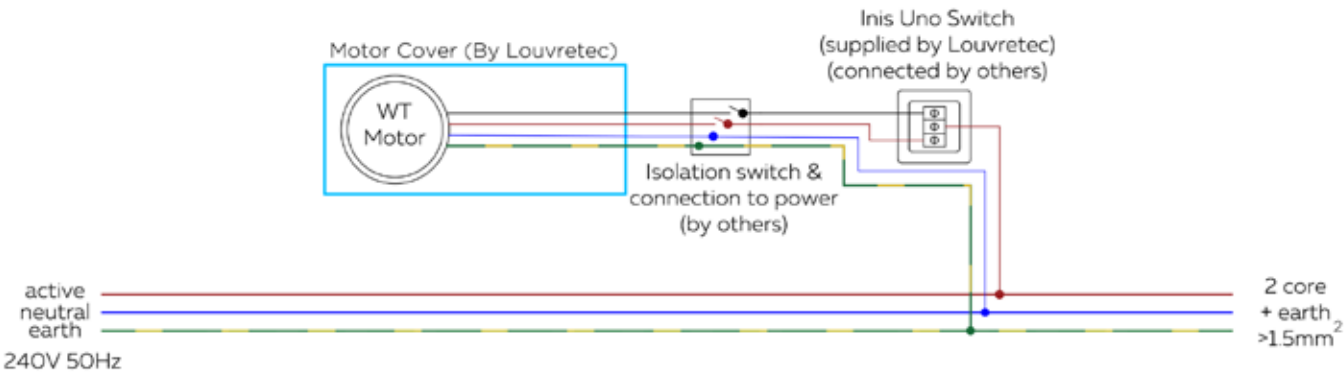 Inis Uno Switch
(supplied by Louvretec)
(connected by others)
Motor Cover (By Louvretec)
WT
Motor
Isolation switch &
connection to power
(by others)
active
neutral
earth
240V 50Hz
2 core
+ earth
>1.5mm²